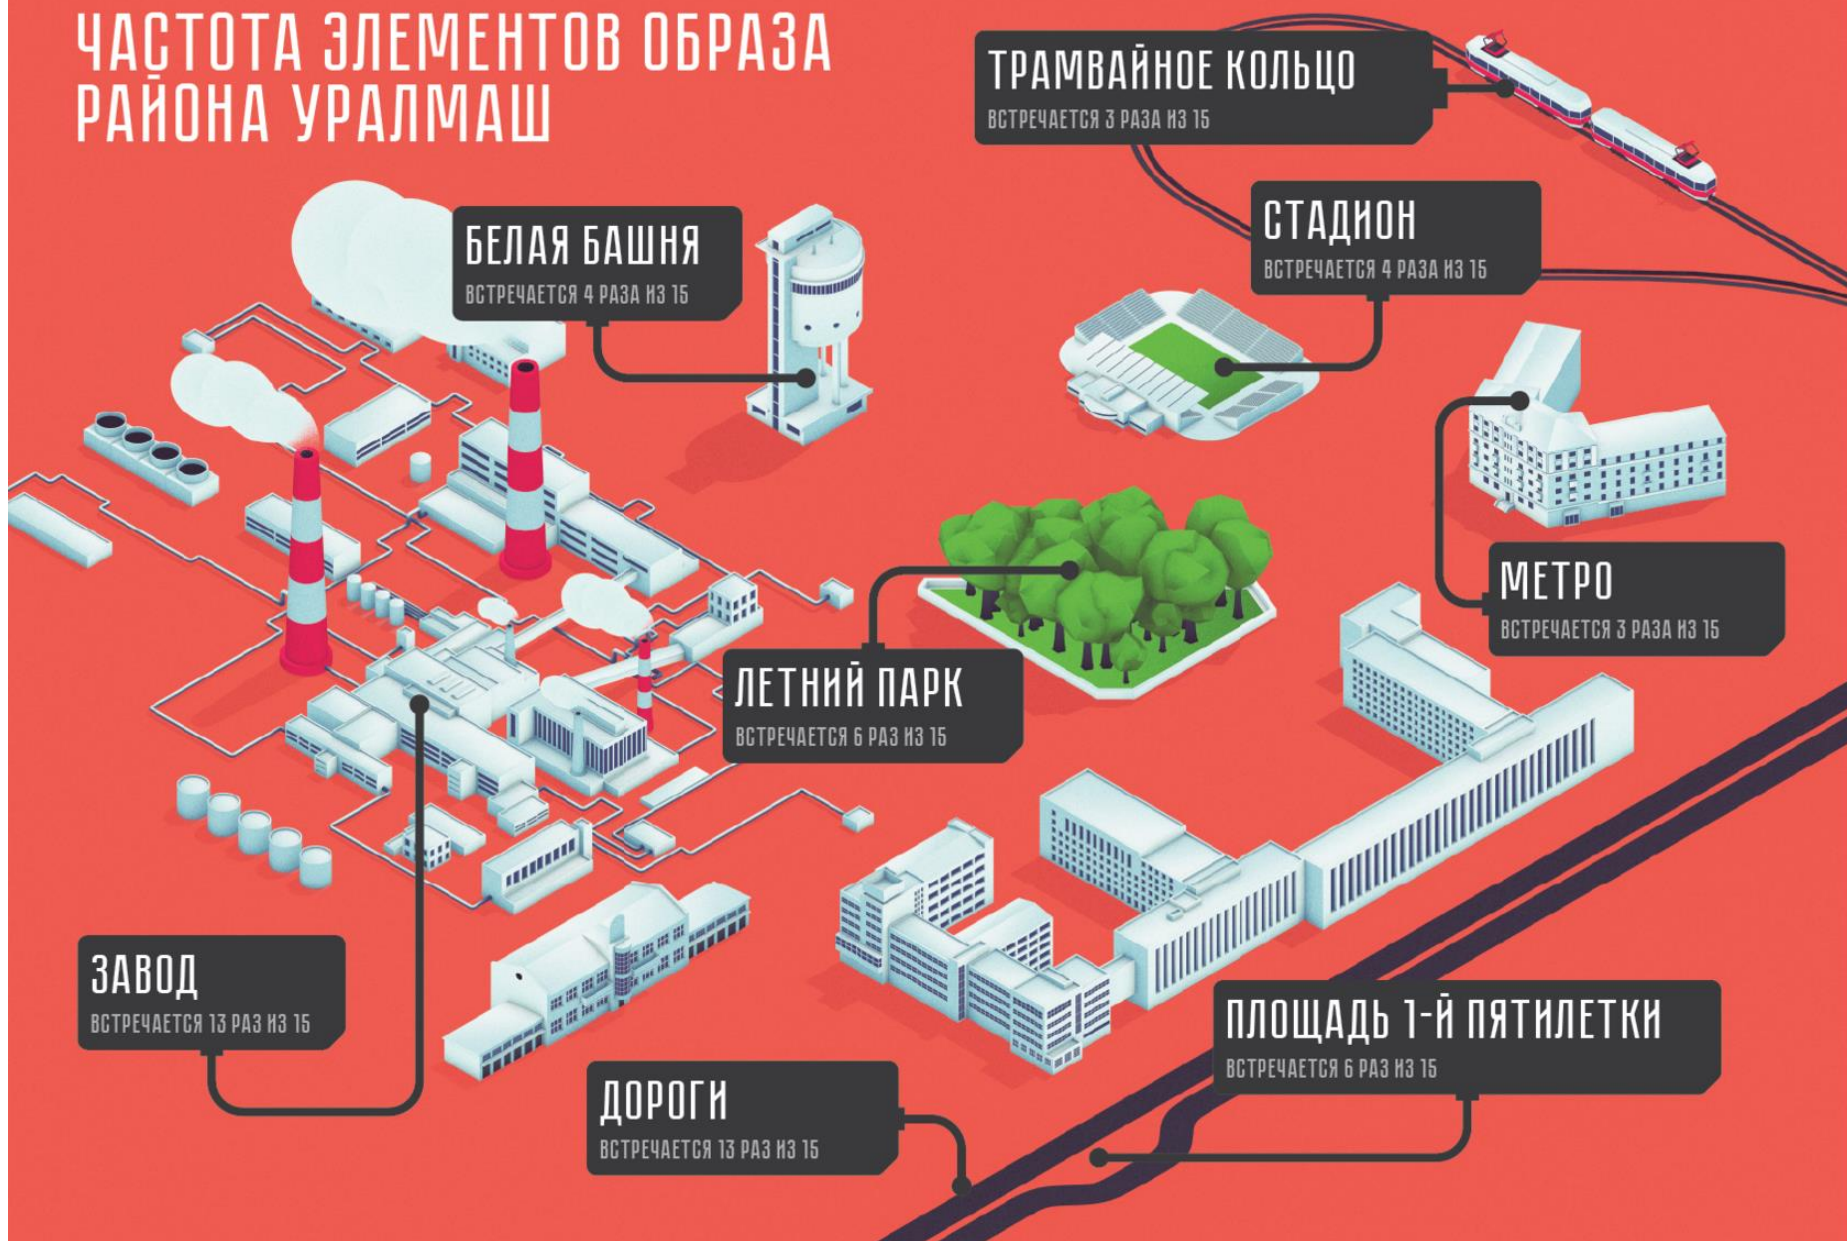 ЧАСТОТА ЭЛЕМЕНТОВ ОБРАЗА
РАЙОНА УРАЛМАШ
ТРАМВАЙНОЕ КОЛЬЦО
ВСТРЕЧАЕТСЯ 3 РАЗА ИЗ 15
СТАДИОН
ВСТРЕЧАЕТСЯ 4 РАЗА ИЗ 15
БЕЛАЯ БАШНЯ
ВСТРЕЧАЕТСЯ 4 РАЗА ИЗ 15
МЕТРО
ВСТРЕЧАЕТСЯ 3 РАЗА ИЗ 15
ЛЕТНИЙ ПАРК
ВСТРЕЧАЕТСЯ 6 РАЗ ИЗ 15
ЗАВОД
ВСТРЕЧАЕТСЯ 13 РАЗ ИЗ 15
ПЛОЩАДЬ 1-Й ПЯТИЛЕТКИ
ВСТРЕЧАЕТСЯ 6 РАЗ ИЗ 15
ДОРОГИ
ВСТРЕЧАЕТСЯ 13 РАЗ ИЗ 15